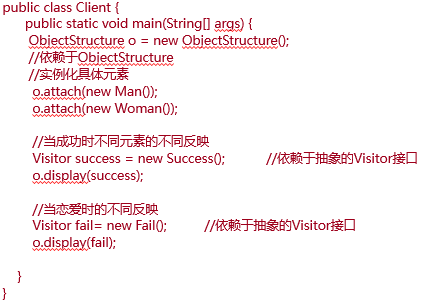 public class Client {
public static void main(String[] args) {
ObjectStructure o = new ObjectStructure();
//依赖于ObjectStructure
//实例化具体元素
o.attach(new Man());
o.attach(new Woman());
//当成功时不同元素的不同反映
Visitor success = new Success(); //依赖于抽象的Visitor接口
o.display(success);
//当恋爱时的不同反映
Visitor fail= new Fail(); //依赖于抽象的Visitor接口
o.display(fail);
}
}